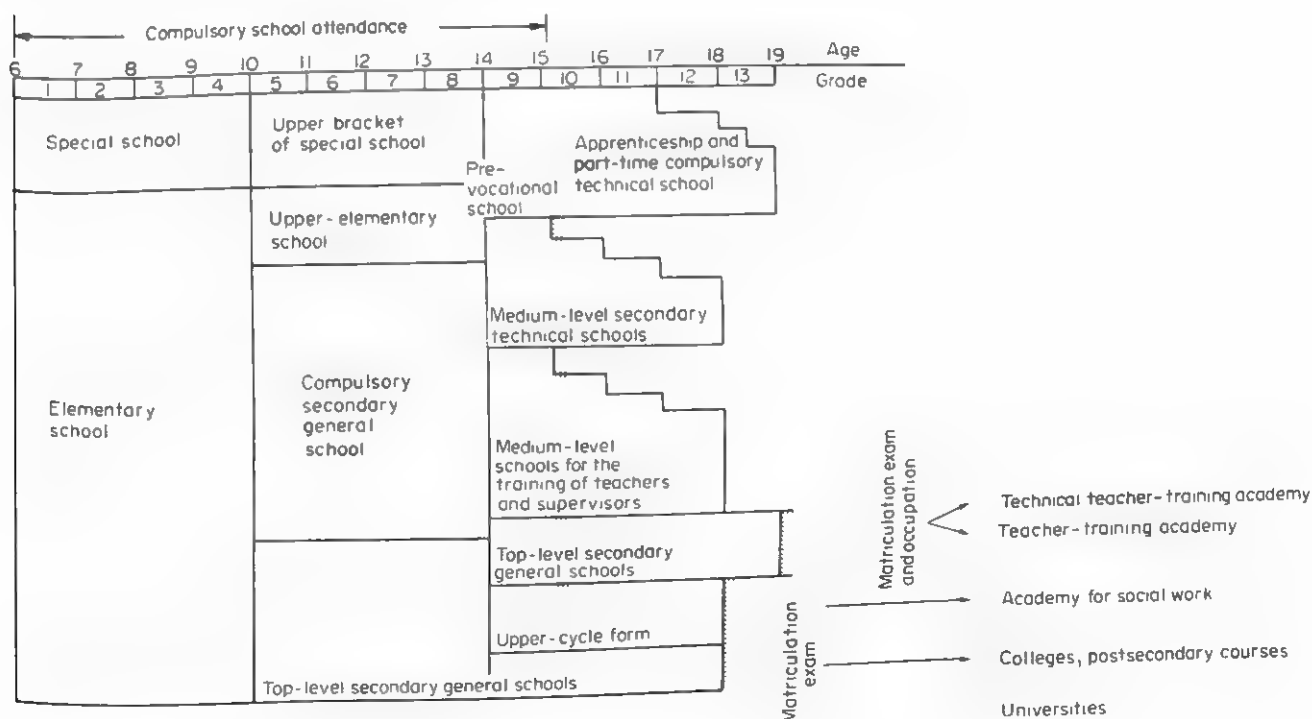 Compulsory school attendance
6 7 8 9 10 11 12 13 14 15 16 17 18 19 Age
1 2 3 4 5 6 7 8 9 10 11 12 13 Grade
Special school
Upper bracket
of special school
Pre-
vocational
school
Apprenticeship and
part-time compulsory
technical school
Upper-elementary
school
Medium-level secondary
technical schools
Elementary
school
Compulsory
secondary
general
school
Medium-level
schools for the
training of teachers
and supervisors
Top-level secondary
general schools
Upper-cycle form
Top-level secondary general schools
Matriculation exam
and occupation
Technical teacher-training academy
Teacher-training academy
Matriculation
exam
Academy for social work
Colleges, postsecondary courses
Universities